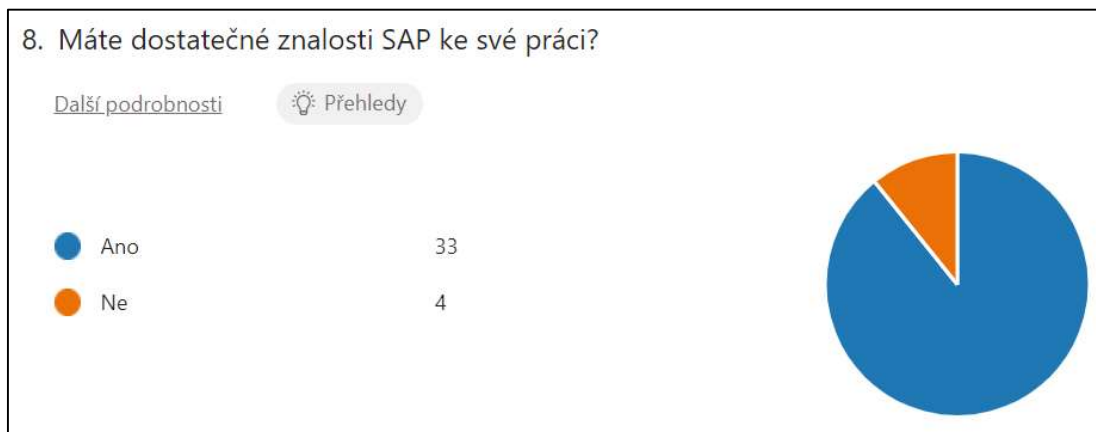 8. Máte dostatečné znalosti SAP ke své práci?
Další podrobnosti Přehledy
Ano 33
Ne 4